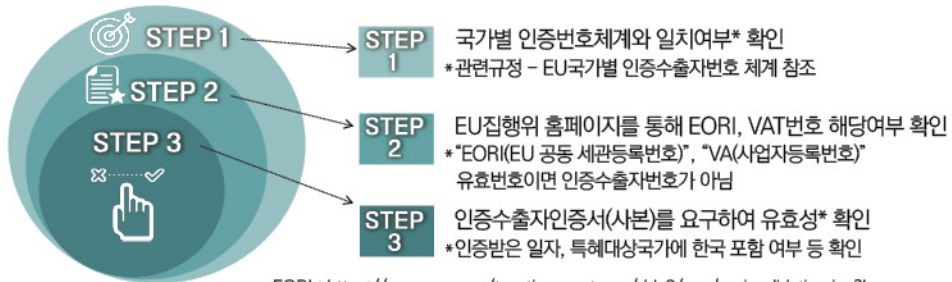 STEP 1
STEP 2
STEP 3
STEP 1
국가별 인증번호체계와 일치여부* 확인
*관련규정 – EU국가별 인증수출자번호 체계 참조
STEP 2
EU집행위 홈페이지를 통해 EORI, VAT번호 해당여부 확인
*“EORI(EU 공동 세관등록번호)”, “VA(사업자등록번호)”
유효번호이면 인증수출자번호가 아님
STEP 3
인증수출자인증서(사본)를 요구하여 유효성* 확인
*인증받은 일자, 특혜대상국가에 한국 포함 여부 등 확인